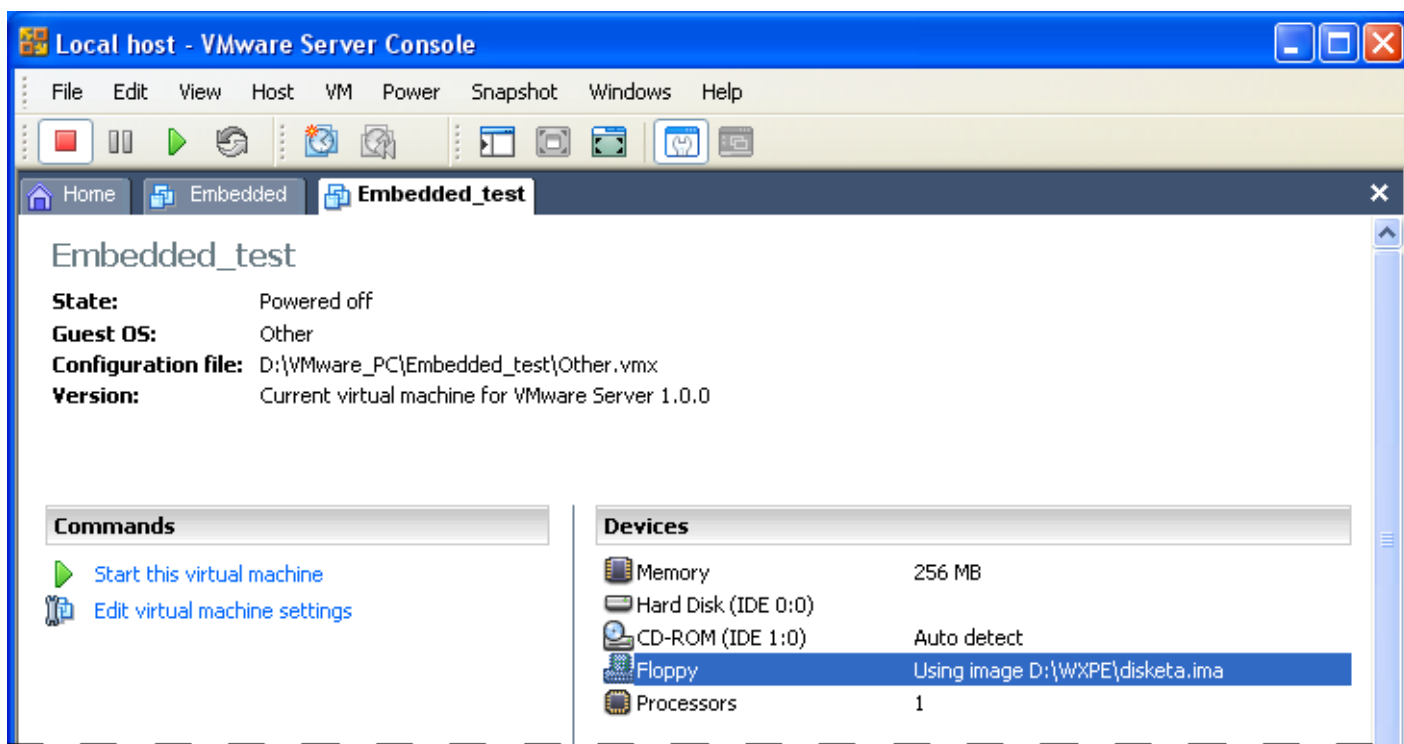 Local host - VMware Server Console
File Edit View Host VM Power Snapshot Windows Help
Home Embedded Embedded_test
Embedded_test
State: Powered off
Guest OS: Other
Configuration file: D:\VMware_PC\Embedded_test\Other.vmx
Version: Current virtual machine for VMware Server 1.0.0
Commands
Start this virtual machine
Edit virtual machine settings
Devices
Memory 256 MB
Hard Disk (IDE 0:0)
CD-ROM (IDE 1:0) Auto detect
Floppy Using image D:\WXPE\disketa.ima
Processors 1